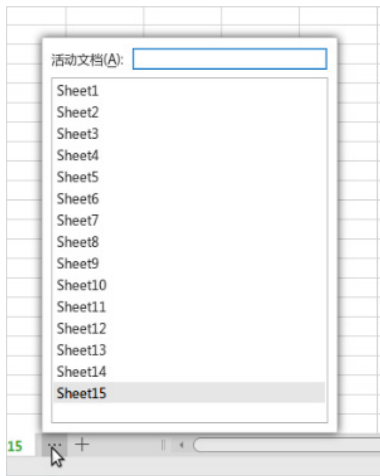 活动文档(A):
Sheet1
Sheet2
Sheet3
Sheet4
Sheet5
Sheet6
Sheet7
Sheet8
Sheet9
Sheet10
Sheet11
Sheet12
Sheet13
Sheet14
Sheet15
15 ··· +